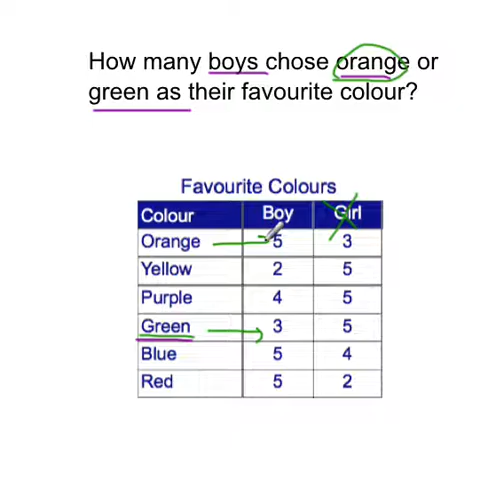 How many boys chose orange or
green as their favourite colour?
Favourite Colours
Colour Boy Girl
Orange 5 3
Yellow 2 5
Purple 4 5
Green 3 5
Blue 5 4
Red 5 2